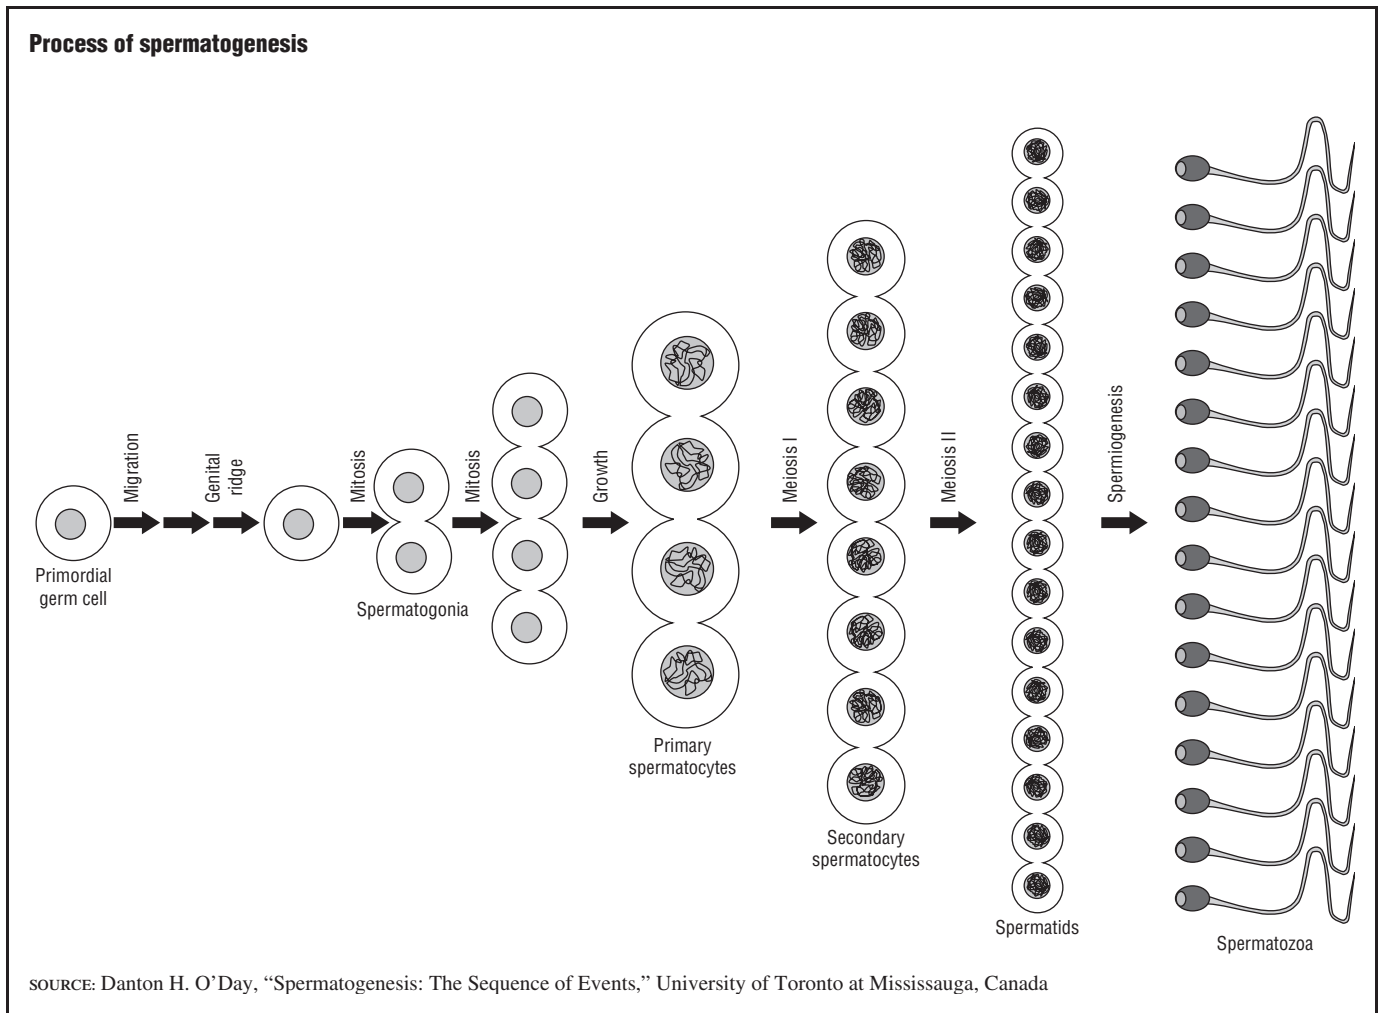 Process of spermatogenesis
Primordial
germ cell
Migration
Genital
ridge
Mitosis
Spermatogonia
Mitosis
Growth
Primary
spermatocytes
Meiosis I
Secondary
spermatocytes
Meiosis II
Spermatids
Spermiogenesis
Spermatozoa
SOURCE: Danton H. O’Day, “Spermatogenesis: The Sequence of Events,” University of Toronto at Mississauga, Canada